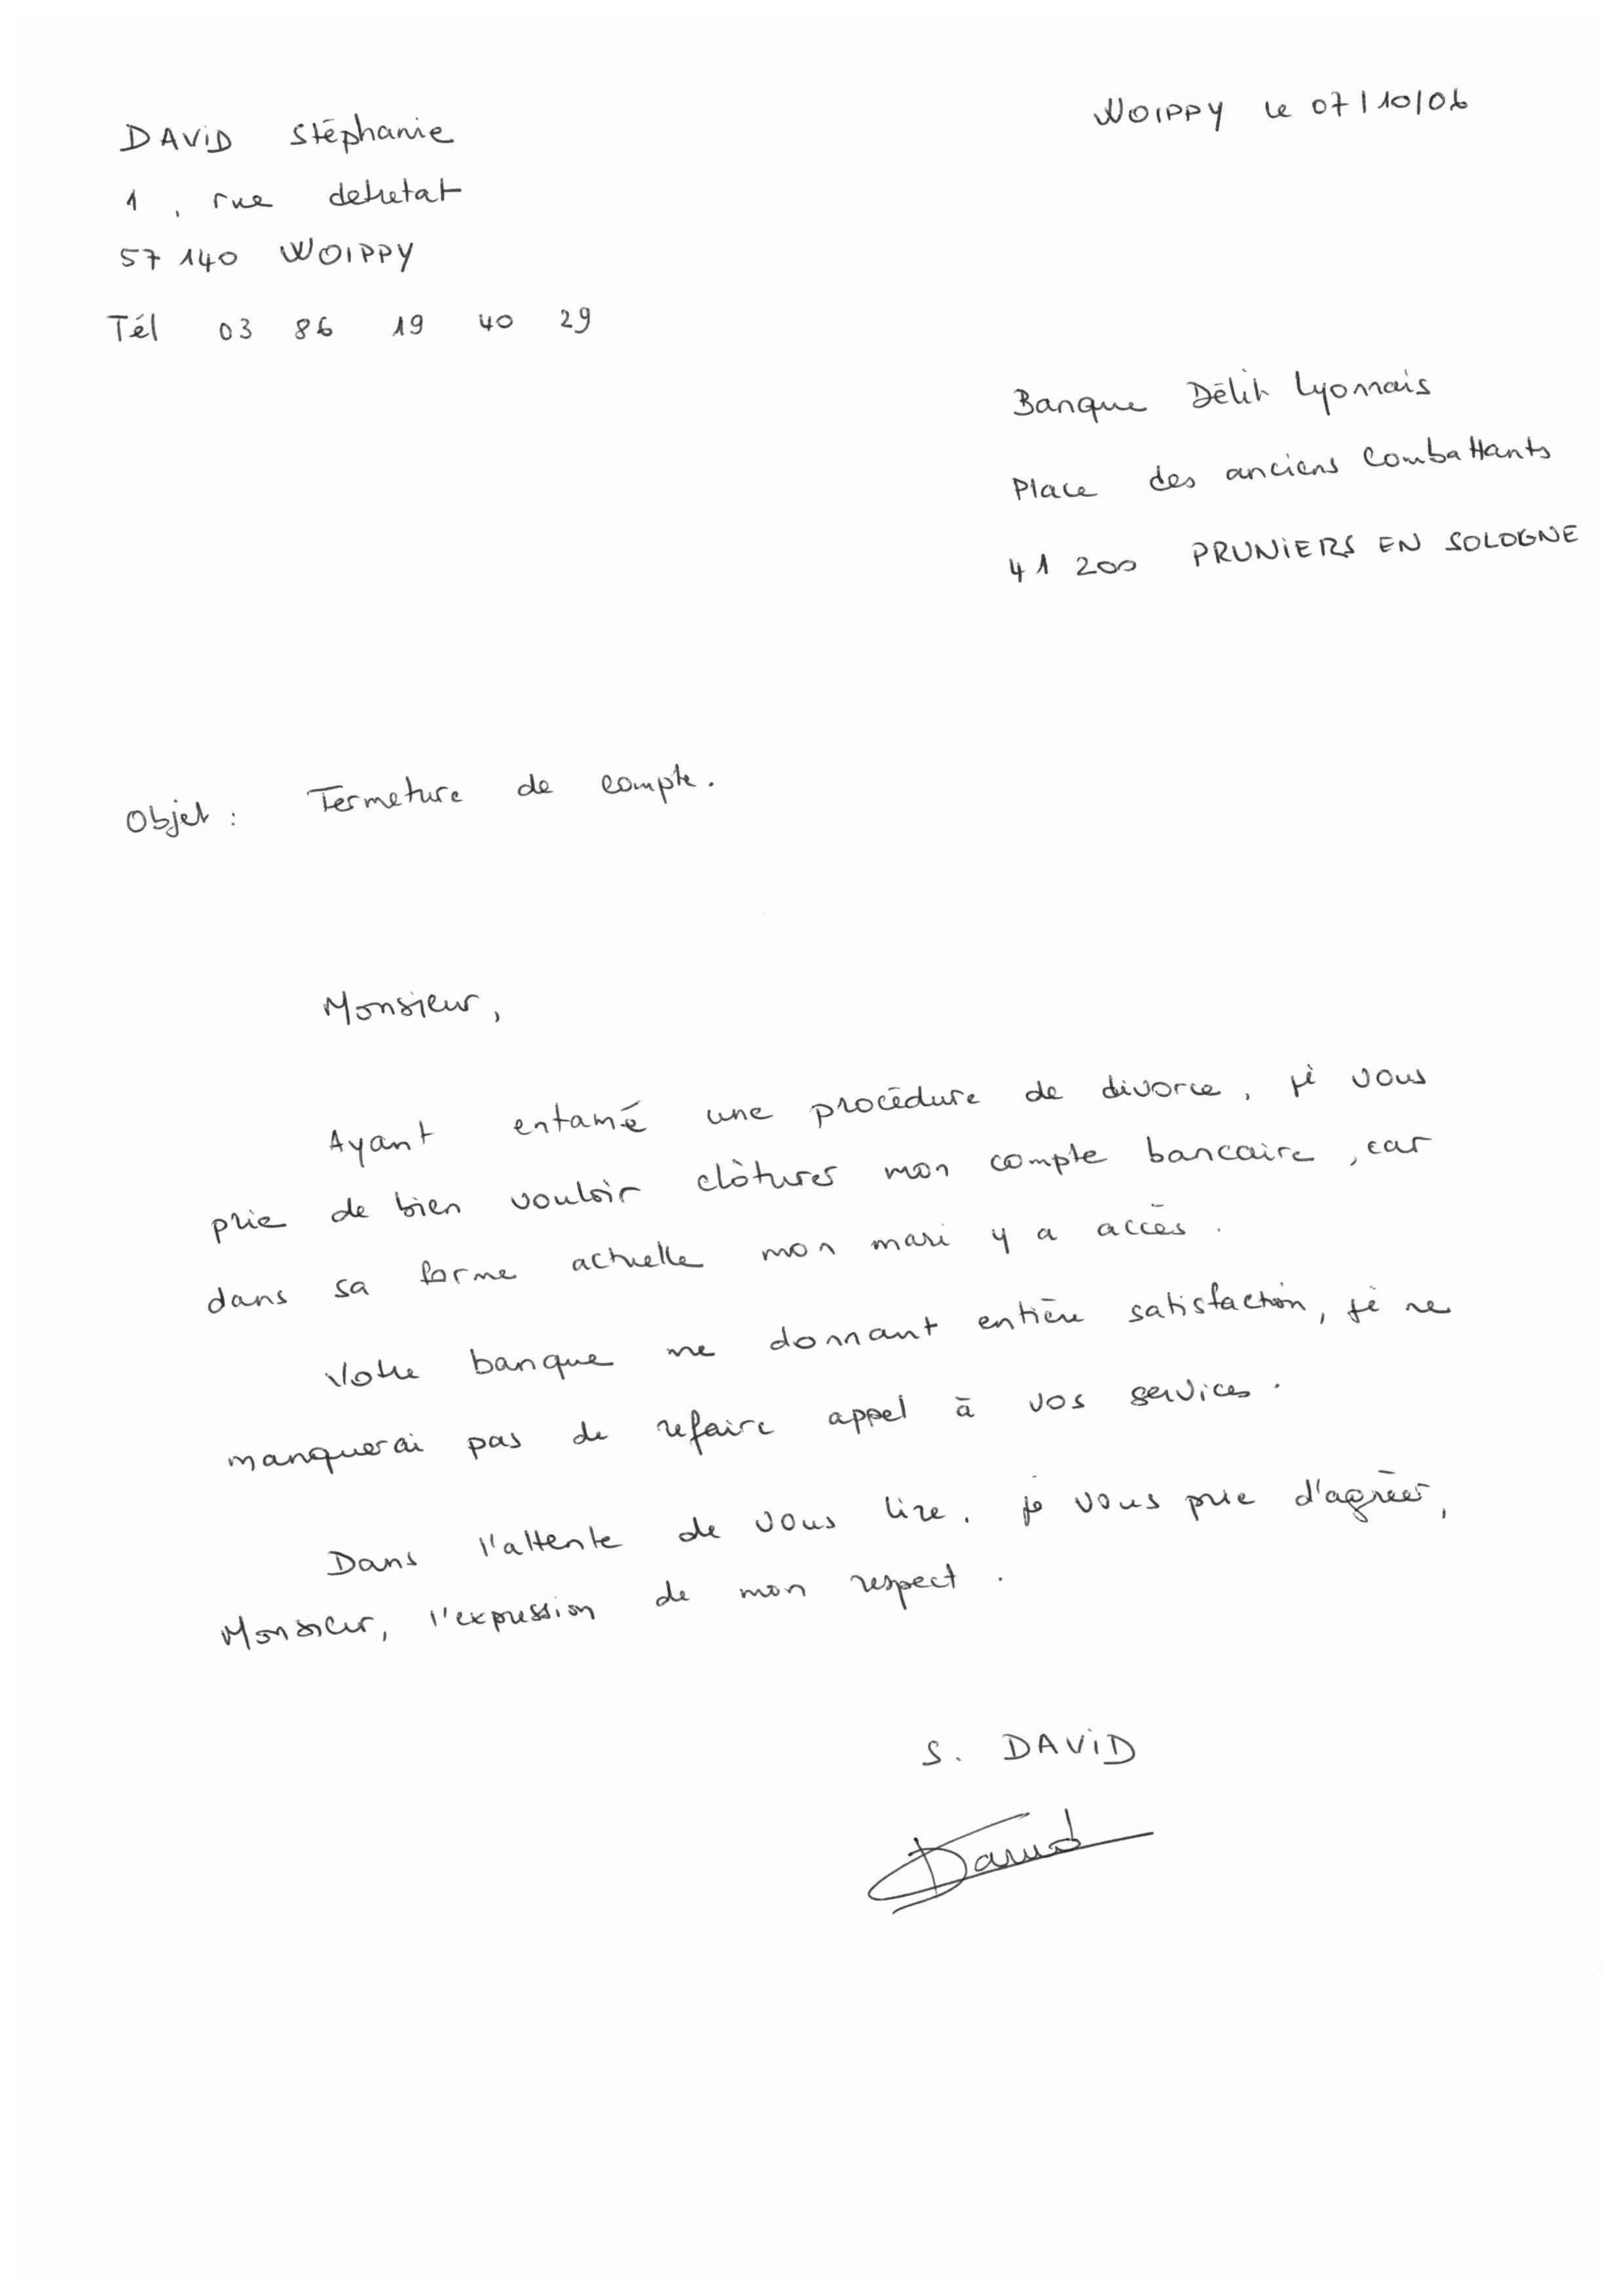 DAVID Stéphanie
WOIPPY le 07/10/06
1, rue
57 140 WOIPPY
Tél 03 86 19 40 29
Banque Délit Lyonnais
Place des anciens Combattants
41 200 PRUNIERS EN SOLOGNE
Objet : Fermeture de compte.
Monsieur,
Ayant entamé une procédure de divorce, je vous
prie de bien vouloir clôturer mon compte bancaire, car
dans sa forme actuelle mon mari y a accès.
Votre banque me donnant entière satisfaction, je ne
manquerai pas de refaire appel à vos services.
Dans l'attente de vous lire, je vous prie d'agréer,
Monsieur, l'expression de mon respect.
S. DAVID
David